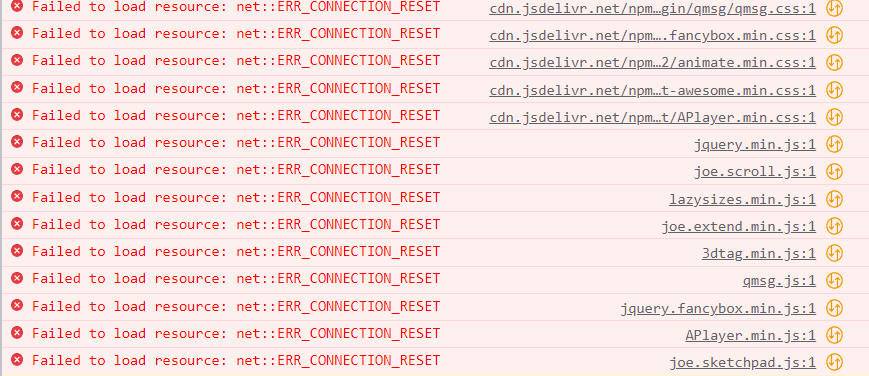 Failed to load resource: net::ERR_CONNECTION_RESET cdn.jsdelivr.net/npm…gin/qmsg/qmsg.css:1
Failed to load resource: net::ERR_CONNECTION_RESET cdn.jsdelivr.net/npm….fancybox.min.css:1
Failed to load resource: net::ERR_CONNECTION_RESET cdn.jsdelivr.net/npm…2/animate.min.css:1
Failed to load resource: net::ERR_CONNECTION_RESET cdn.jsdelivr.net/npm…t-awesome.min.css:1
Failed to load resource: net::ERR_CONNECTION_RESET cdn.jsdelivr.net/npm…t/APlayer.min.css:1
Failed to load resource: net::ERR_CONNECTION_RESET jquery.min.js:1
Failed to load resource: net::ERR_CONNECTION_RESET joe.scroll.js:1
Failed to load resource: net::ERR_CONNECTION_RESET lazysizes.min.js:1
Failed to load resource: net::ERR_CONNECTION_RESET joe.extend.min.js:1
Failed to load resource: net::ERR_CONNECTION_RESET 3dtag.min.js:1
Failed to load resource: net::ERR_CONNECTION_RESET qmsg.js:1
Failed to load resource: net::ERR_CONNECTION_RESET jquery.fancybox.min.js:1
Failed to load resource: net::ERR_CONNECTION_RESET APlayer.min.js:1
Failed to load resource: net::ERR_CONNECTION_RESET joe.sketchpad.js:1